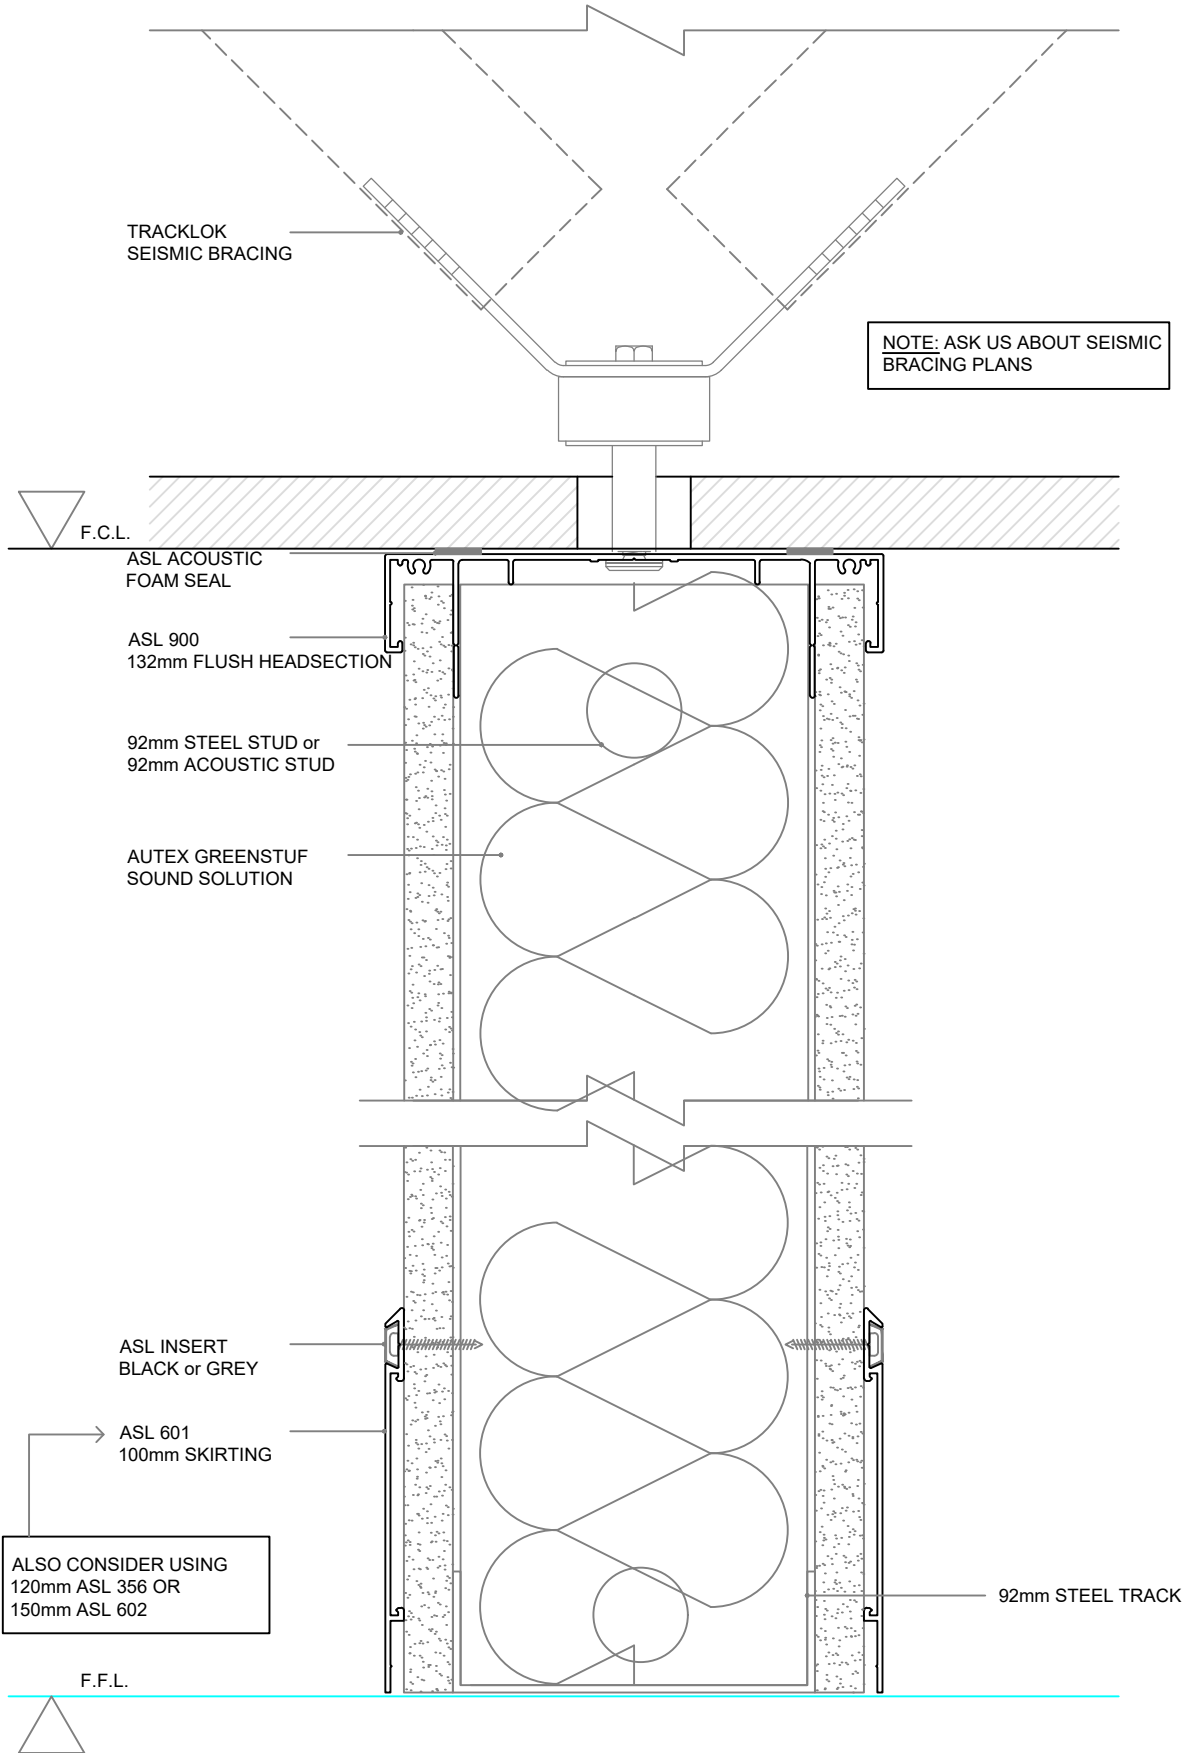 TRACKLOK
SEISMIC BRACING
NOTE: ASK US ABOUT SEISMIC
BRACING PLANS
F.C.L.
ASL ACOUSTIC
FOAM SEAL
ASL 900
132mm FLUSH HEADSECTION
92mm STEEL STUD or
92mm ACOUSTIC STUD
AUTEX GREENSTUF
SOUND SOLUTION
ASL INSERT
BLACK or GREY
ASL 601
100mm SKIRTING
ALSO CONSIDER USING
120mm ASL 356 OR
150mm ASL 602
92mm STEEL TRACK
F.F.L.